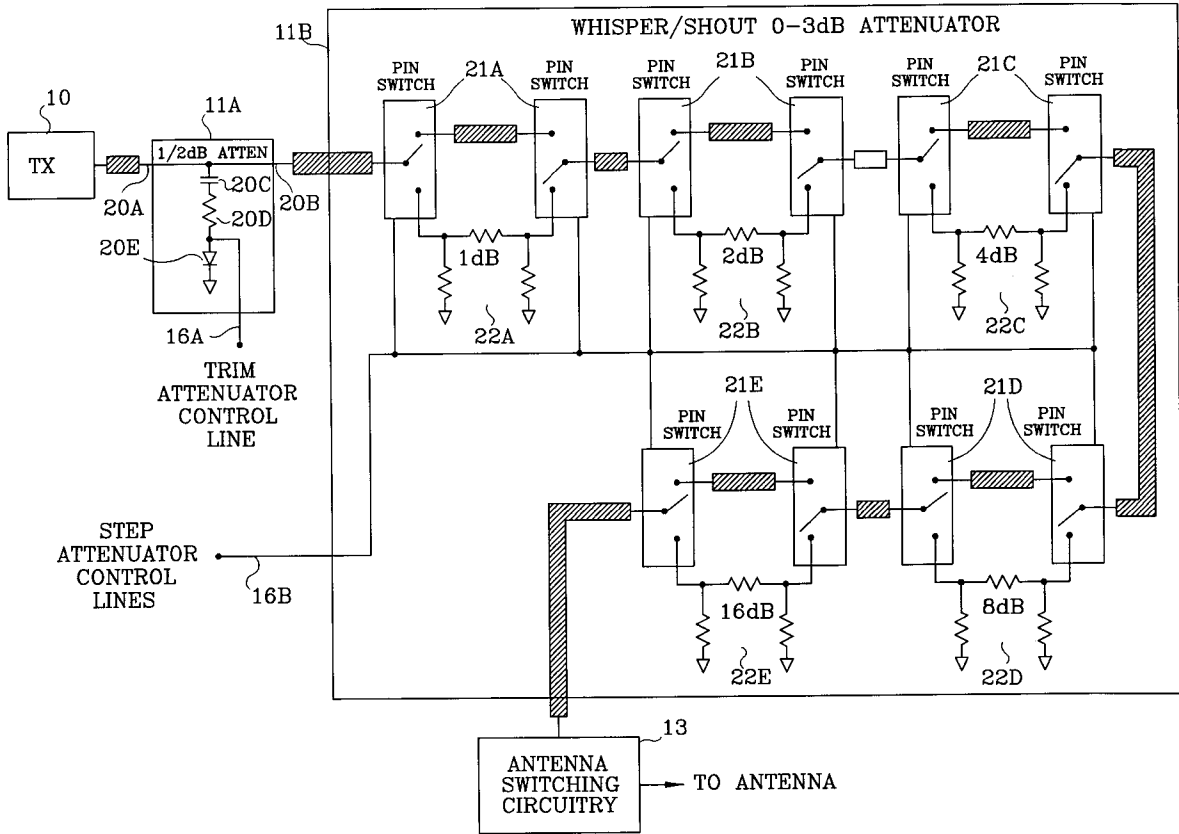 11B
WHISPER/SHOUT 0-3dB ATTENUATOR
PIN
SWITCH
21A
PIN
SWITCH
PIN
SWITCH
21B
PIN
SWITCH
PIN
SWITCH
21C
PIN
SWITCH
10
TX
11A
1/2dB ATTEN
20A
20C
20B
20D
20E
16A
TRIM
ATTENUATOR
CONTROL
LINE
1dB
22A
2dB
22B
4dB
22C
PIN
SWITCH
21E
PIN
SWITCH
PIN
SWITCH
21D
PIN
SWITCH
STEP
ATTENUATOR
CONTROL
LINES
16B
16dB
22E
8dB
22D
13
ANTENNA
SWITCHING
CIRCUITRY
TO ANTENNA